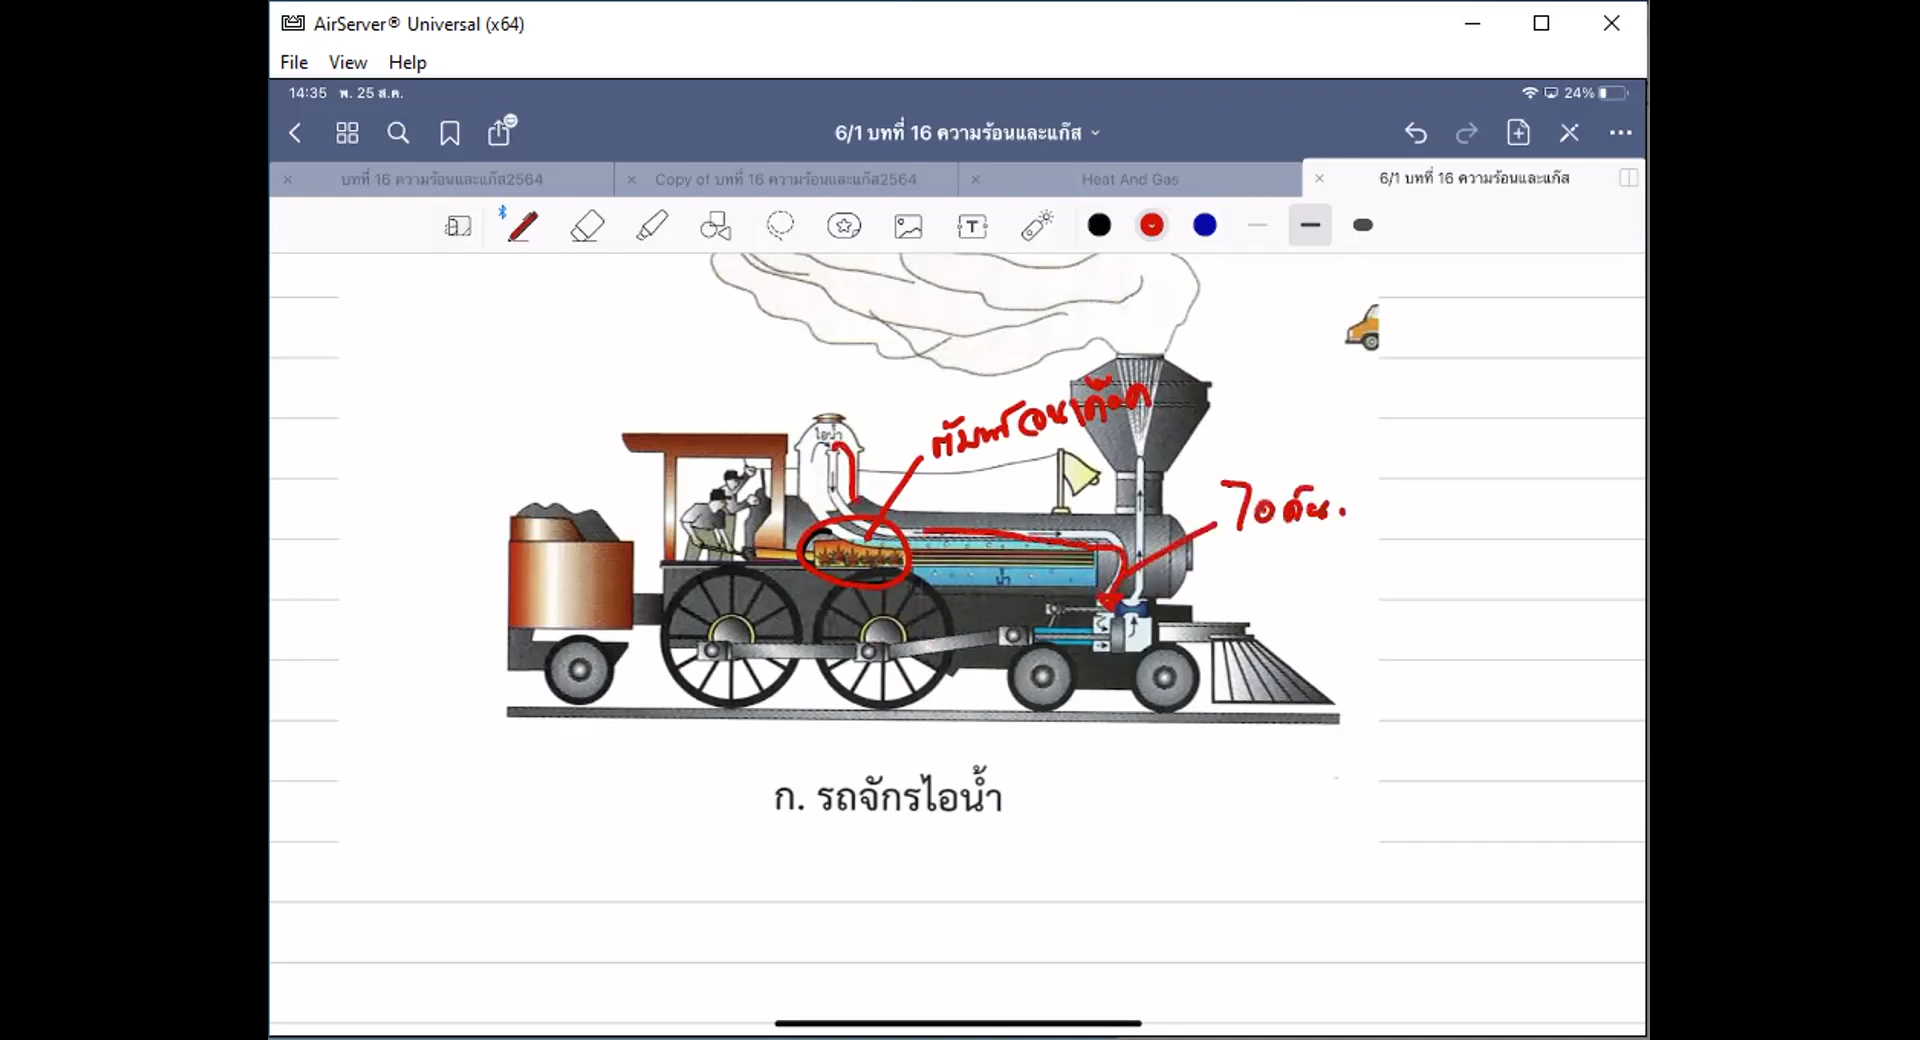 AirServer® Universal (x64)
File View Help
14:35 พ. 25 ส.ค. 24%
6/1 บทที่ 16 ความร้อนและแก๊ส
บทที่ 16 ความร้อนและแก๊ส2564 Copy of บทที่ 16 ความร้อนและแก๊ส2564 Heat And Gas 6/1 บทที่ 16 ความร้อนและแก๊ส
T
ไอน้ำ
ไอดัน.
น้ำ
ก. รถจักรไอน้ำ